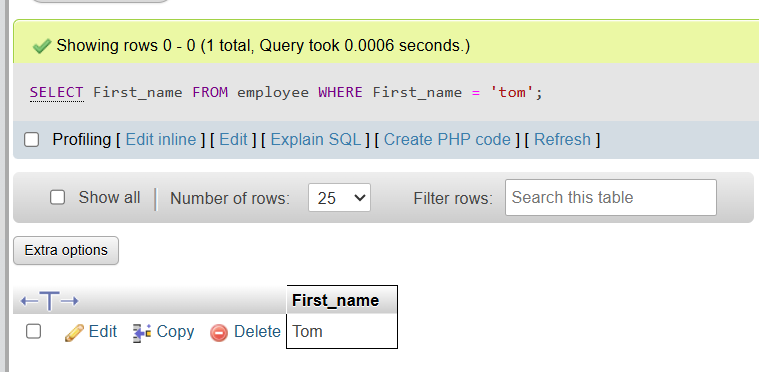 Showing rows 0 - 0 (1 total, Query took 0.0006 seconds.)
SELECT First_name FROM employee WHERE First_name = 'tom';
Profiling [ Edit inline ] [ Edit ] [ Explain SQL ] [ Create PHP code ] [ Refresh ]
Show all Number of rows: 25 Filter rows: Search this table
Extra options
←T→ First_name
Edit Copy Delete Tom